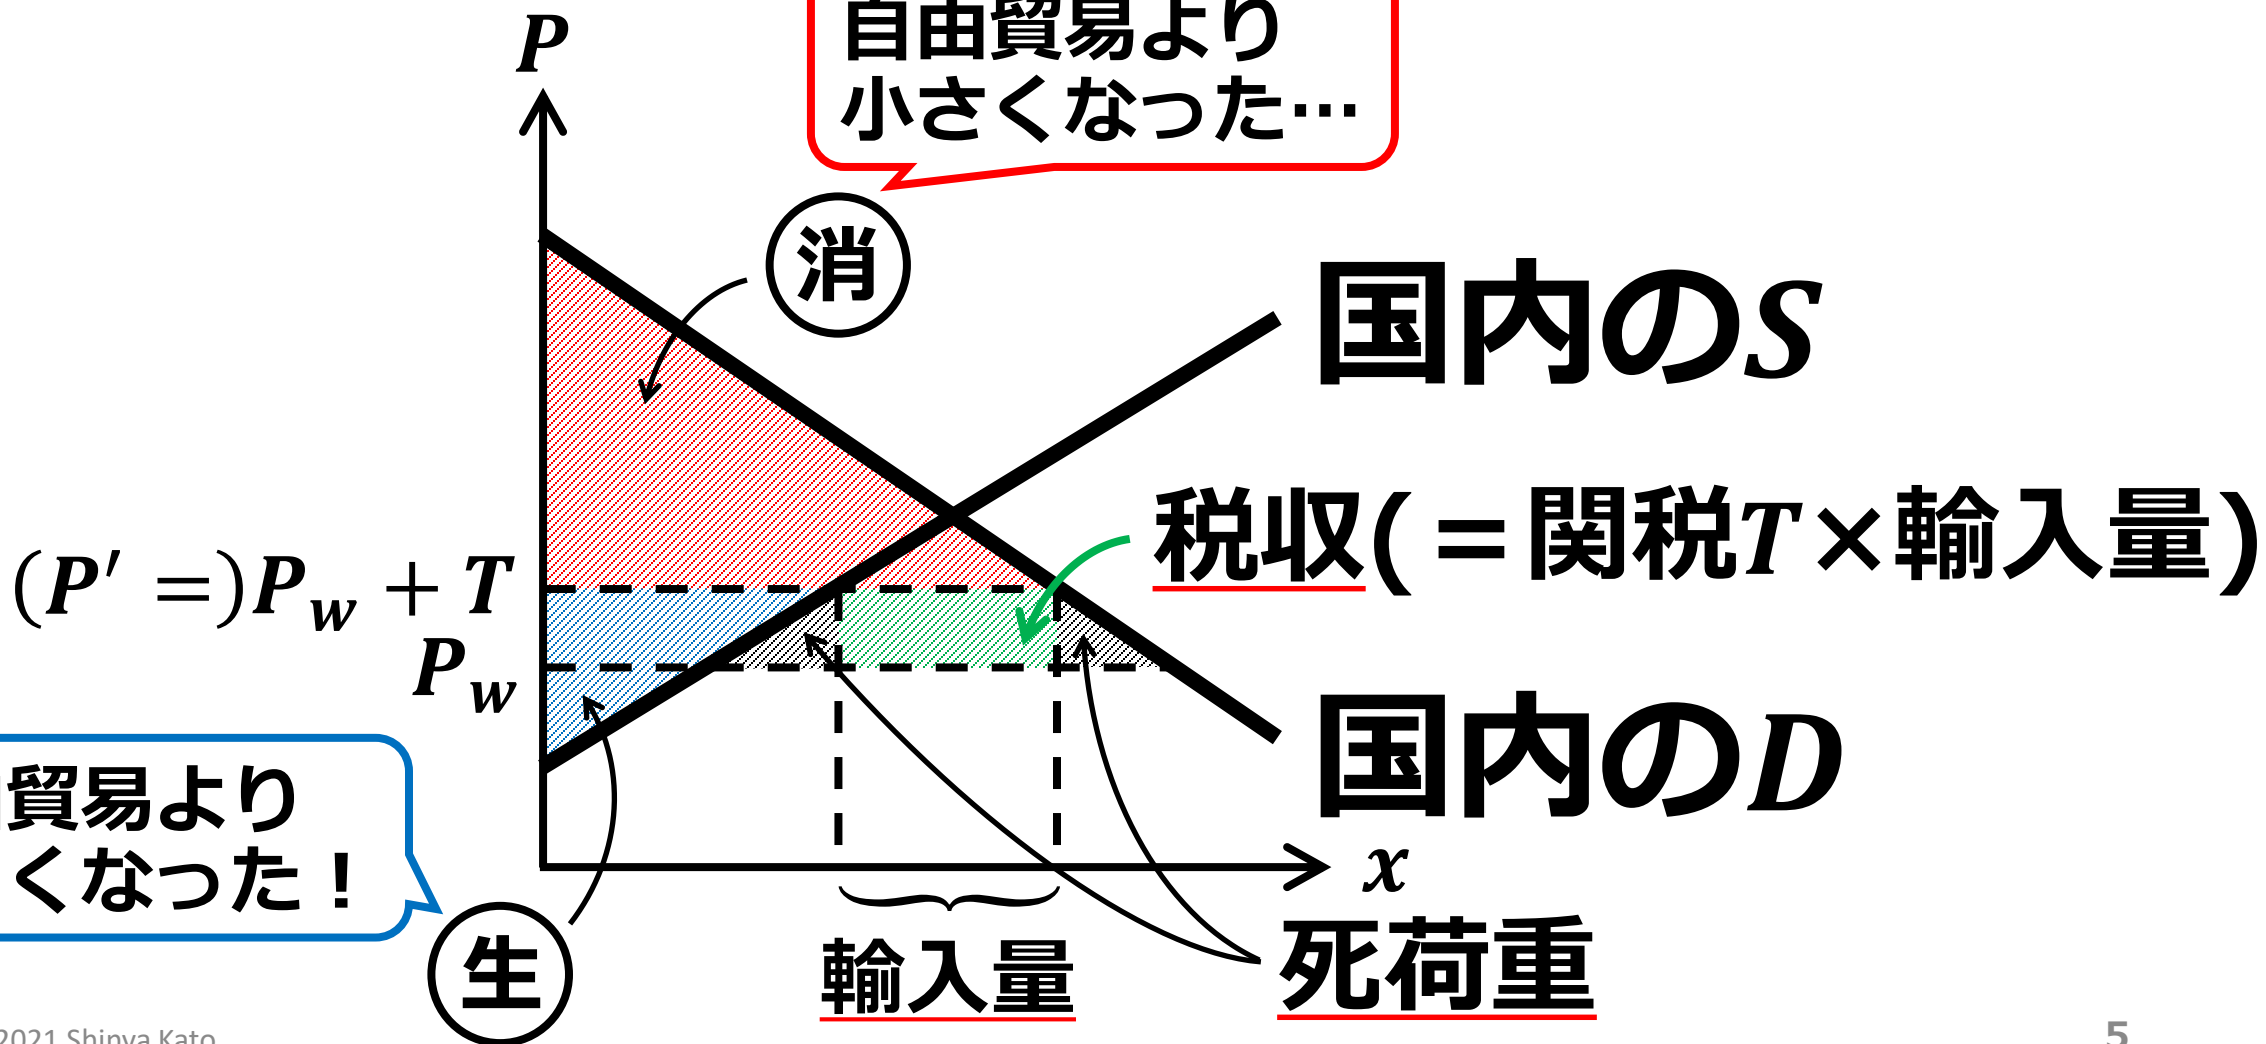 自由貿易より
小さくなった…
P
消
国内のS
税収(=関税T×輸入量)
(P′ =)P_w + T
P_w
貿易より
くなった！
国内のD
x
生
輸入量
死荷重
2021 Shinya Kato
5